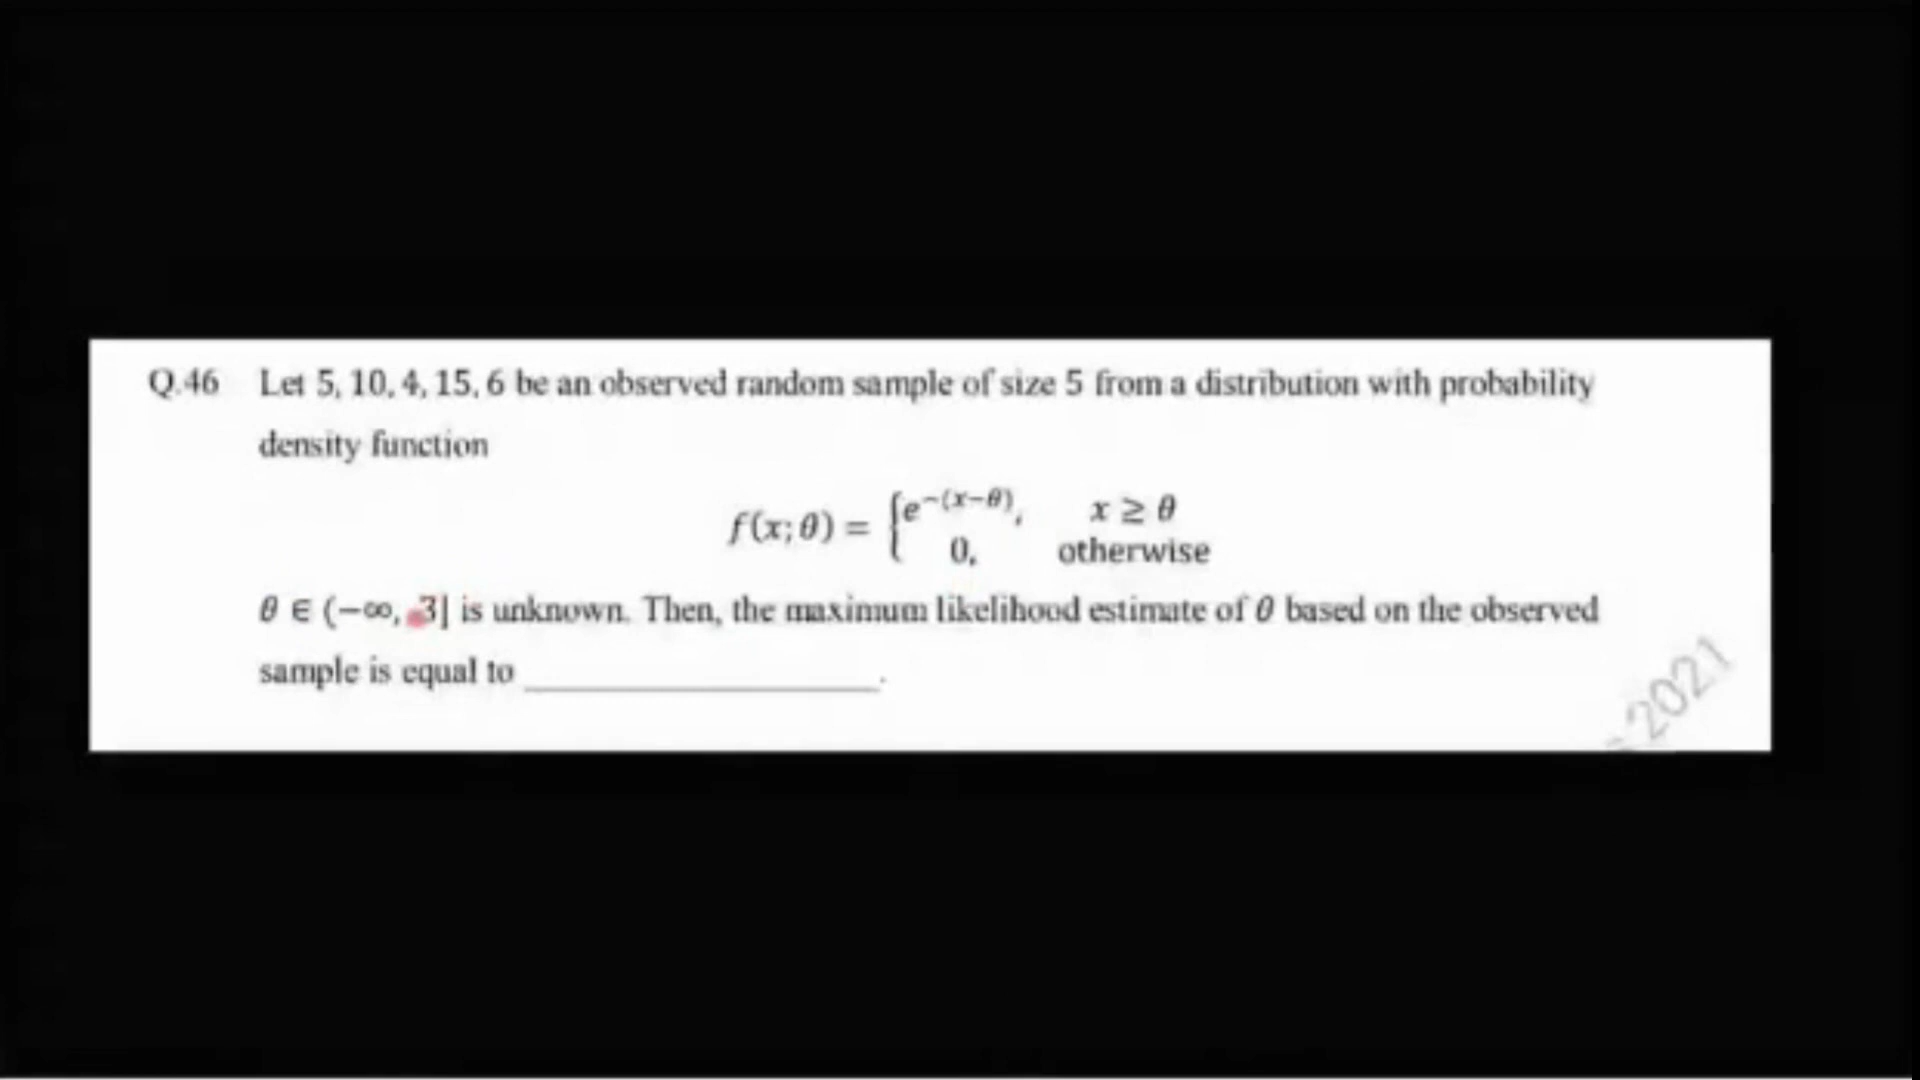 Q.46 Let 5, 10, 4, 15, 6 be an observed random sample of size 5 from a distribution with probability
density function
f(x; θ) = { e^−(x−θ), x ≥ θ
0, otherwise
θ ∈ (−∞, 3] is unknown. Then, the maximum likelihood estimate of θ based on the observed
sample is equal to ____________________.
2021